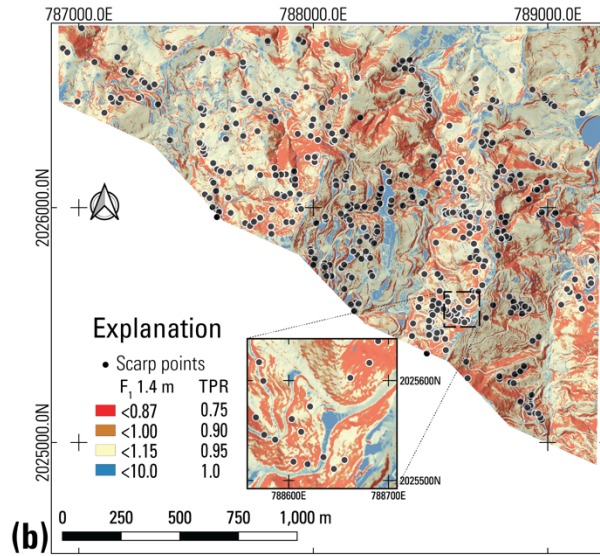 787000.0E 788000.0E 789000.0E
2026000.0N
2025000.0N
Explanation
Scarp points
F1 1.4 m TPR
<0.87 0.75
<1.00 0.90
<1.15 0.95
<10.0 1.0
2025600N
2025500N
788600E 788700E
(b)
0 250 500 750 1,000 m